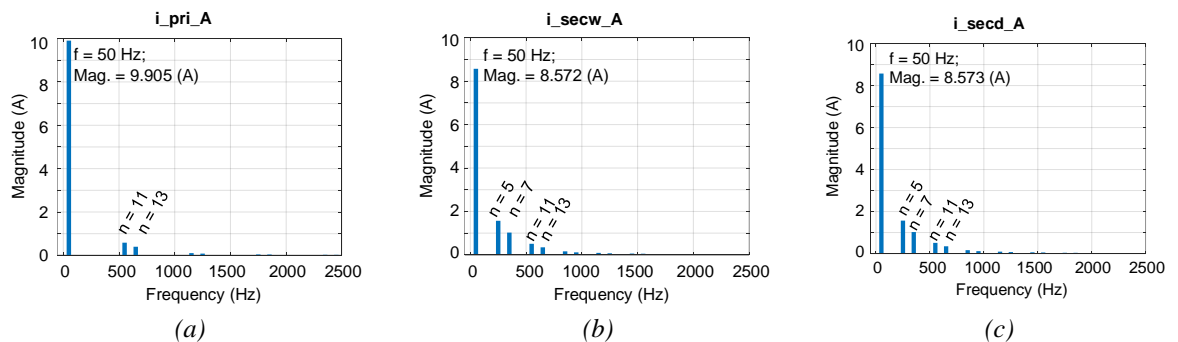 i_pri_A
10
8
6
4
2
0
f = 50 Hz;
Mag. = 9.905 (A)
n = 11
n = 13
Magnitude (A)
0 500 1000 1500 2000 2500
Frequency (Hz)
(a)
i_secw_A
10
8
6
4
2
0
f = 50 Hz;
Mag. = 8.572 (A)
n = 5
n = 7
n = 11
n = 13
Magnitude (A)
0 500 1000 1500 2000 2500
Frequency (Hz)
(b)
i_secd_A
10
8
6
4
2
0
f = 50 Hz;
Mag. = 8.573 (A)
n = 5
n = 7
n = 11
n = 13
Magnitude (A)
0 500 1000 1500 2000 2500
Frequency (Hz)
(c)